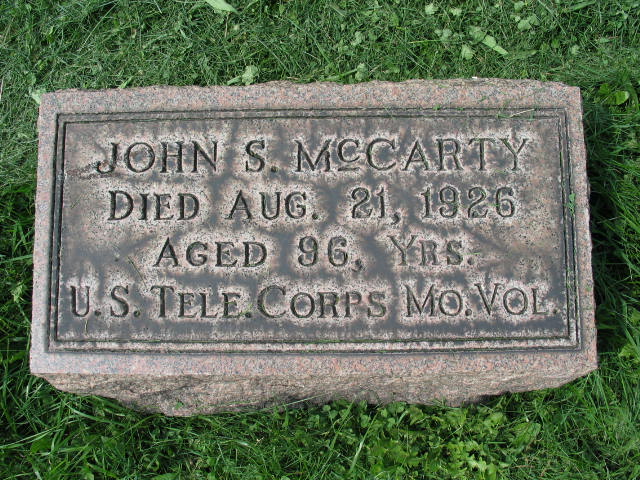 JOHN S. McCARTY
DIED AUG. 21, 1926
AGED 96, YRS.
U.S. TELE. CORPS MO. VOL.